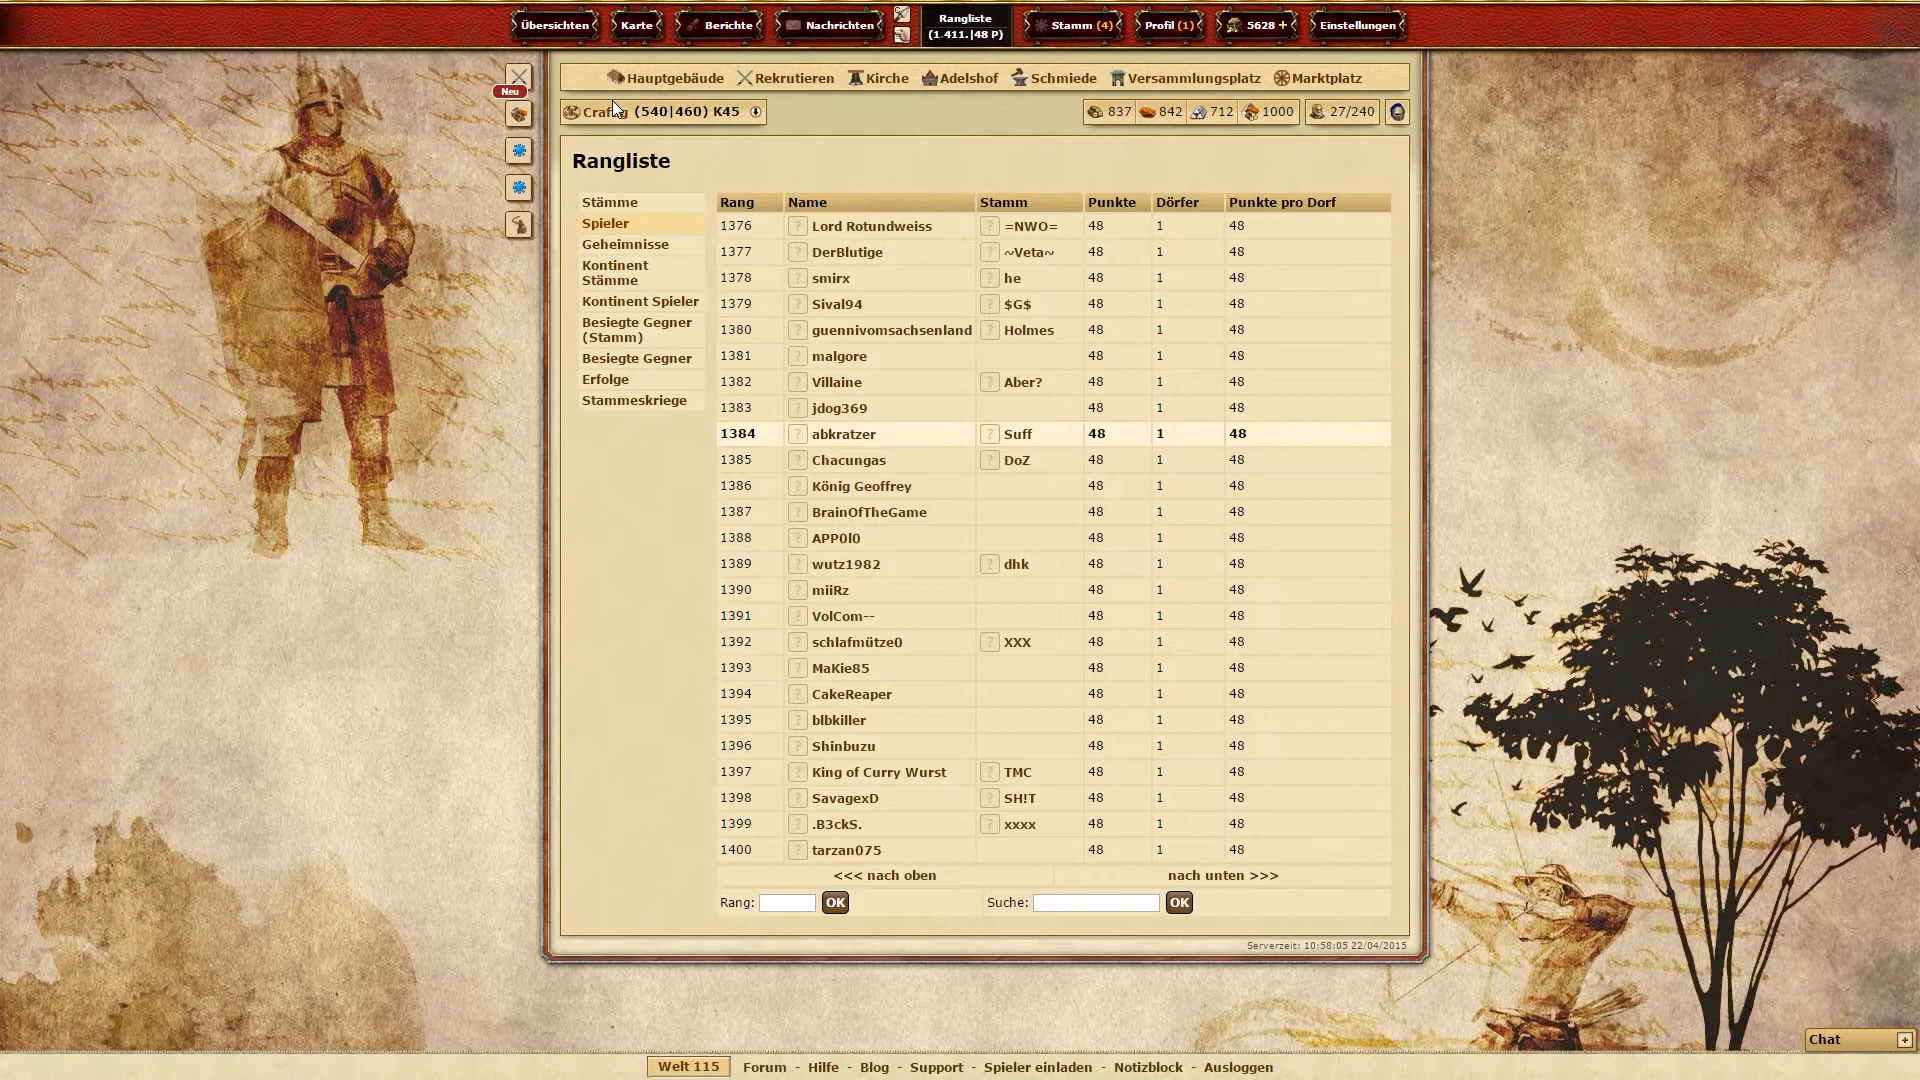 Übersichten Karte Berichte Nachrichten Rangliste Stamm (4) Profil (1) 5628 + Einstellungen
(1.411.|48 P)
Hauptgebäude Rekrutieren Kirche Adelshof Schmiede Versammlungsplatz Marktplatz
Neu
(540|460) K45 837 842 712 1000 27/240
Rangliste
Stämme
Spieler
Geheimnisse
Kontinent
Stämme
Kontinent Spieler
Besiegte Gegner
(Stamm)
Besiegte Gegner
Erfolge
Stammeskriege
Rang Name Stamm Punkte Dörfer Punkte pro Dorf
1376 ? Lord Rotundweiss ? =NWO= 48 1 48
1377 ? DerBlutige ? ~Veta~ 48 1 48
1378 ? smirx ? he 48 1 48
1379 ? Sival94 ? $G$ 48 1 48
1380 ? guennivomsachsenland ? Holmes 48 1 48
1381 ? malgore 48 1 48
1382 ? Villaine ? Aber? 48 1 48
1383 ? jdog369 48 1 48
1384 ? abkratzer ? Suff 48 1 48
1385 ? Chacungas ? DoZ 48 1 48
1386 ? König Geoffrey 48 1 48
1387 ? BrainOfTheGame 48 1 48
1388 ? APP0l0 48 1 48
1389 ? wutz1982 ? dhk 48 1 48
1390 ? miiRz 48 1 48
1391 ? VolCom-- 48 1 48
1392 ? schlafmütze0 ? XXX 48 1 48
1393 ? MaKie85 48 1 48
1394 ? CakeReaper 48 1 48
1395 ? blbkiller 48 1 48
1396 ? Shinbuzu 48 1 48
1397 ? King of Curry Wurst ? TMC 48 1 48
1398 ? SavagexD ? SH!T 48 1 48
1399 ? .B3ckS. ? xxxx 48 1 48
1400 ? tarzan075 48 1 48
<<< nach oben nach unten >>>
Rang: OK Suche: OK
Serverzeit: 10:58:05 22/04/2015
Chat +
Welt 115 Forum - Hilfe - Blog - Support - Spieler einladen - Notizblock - Ausloggen